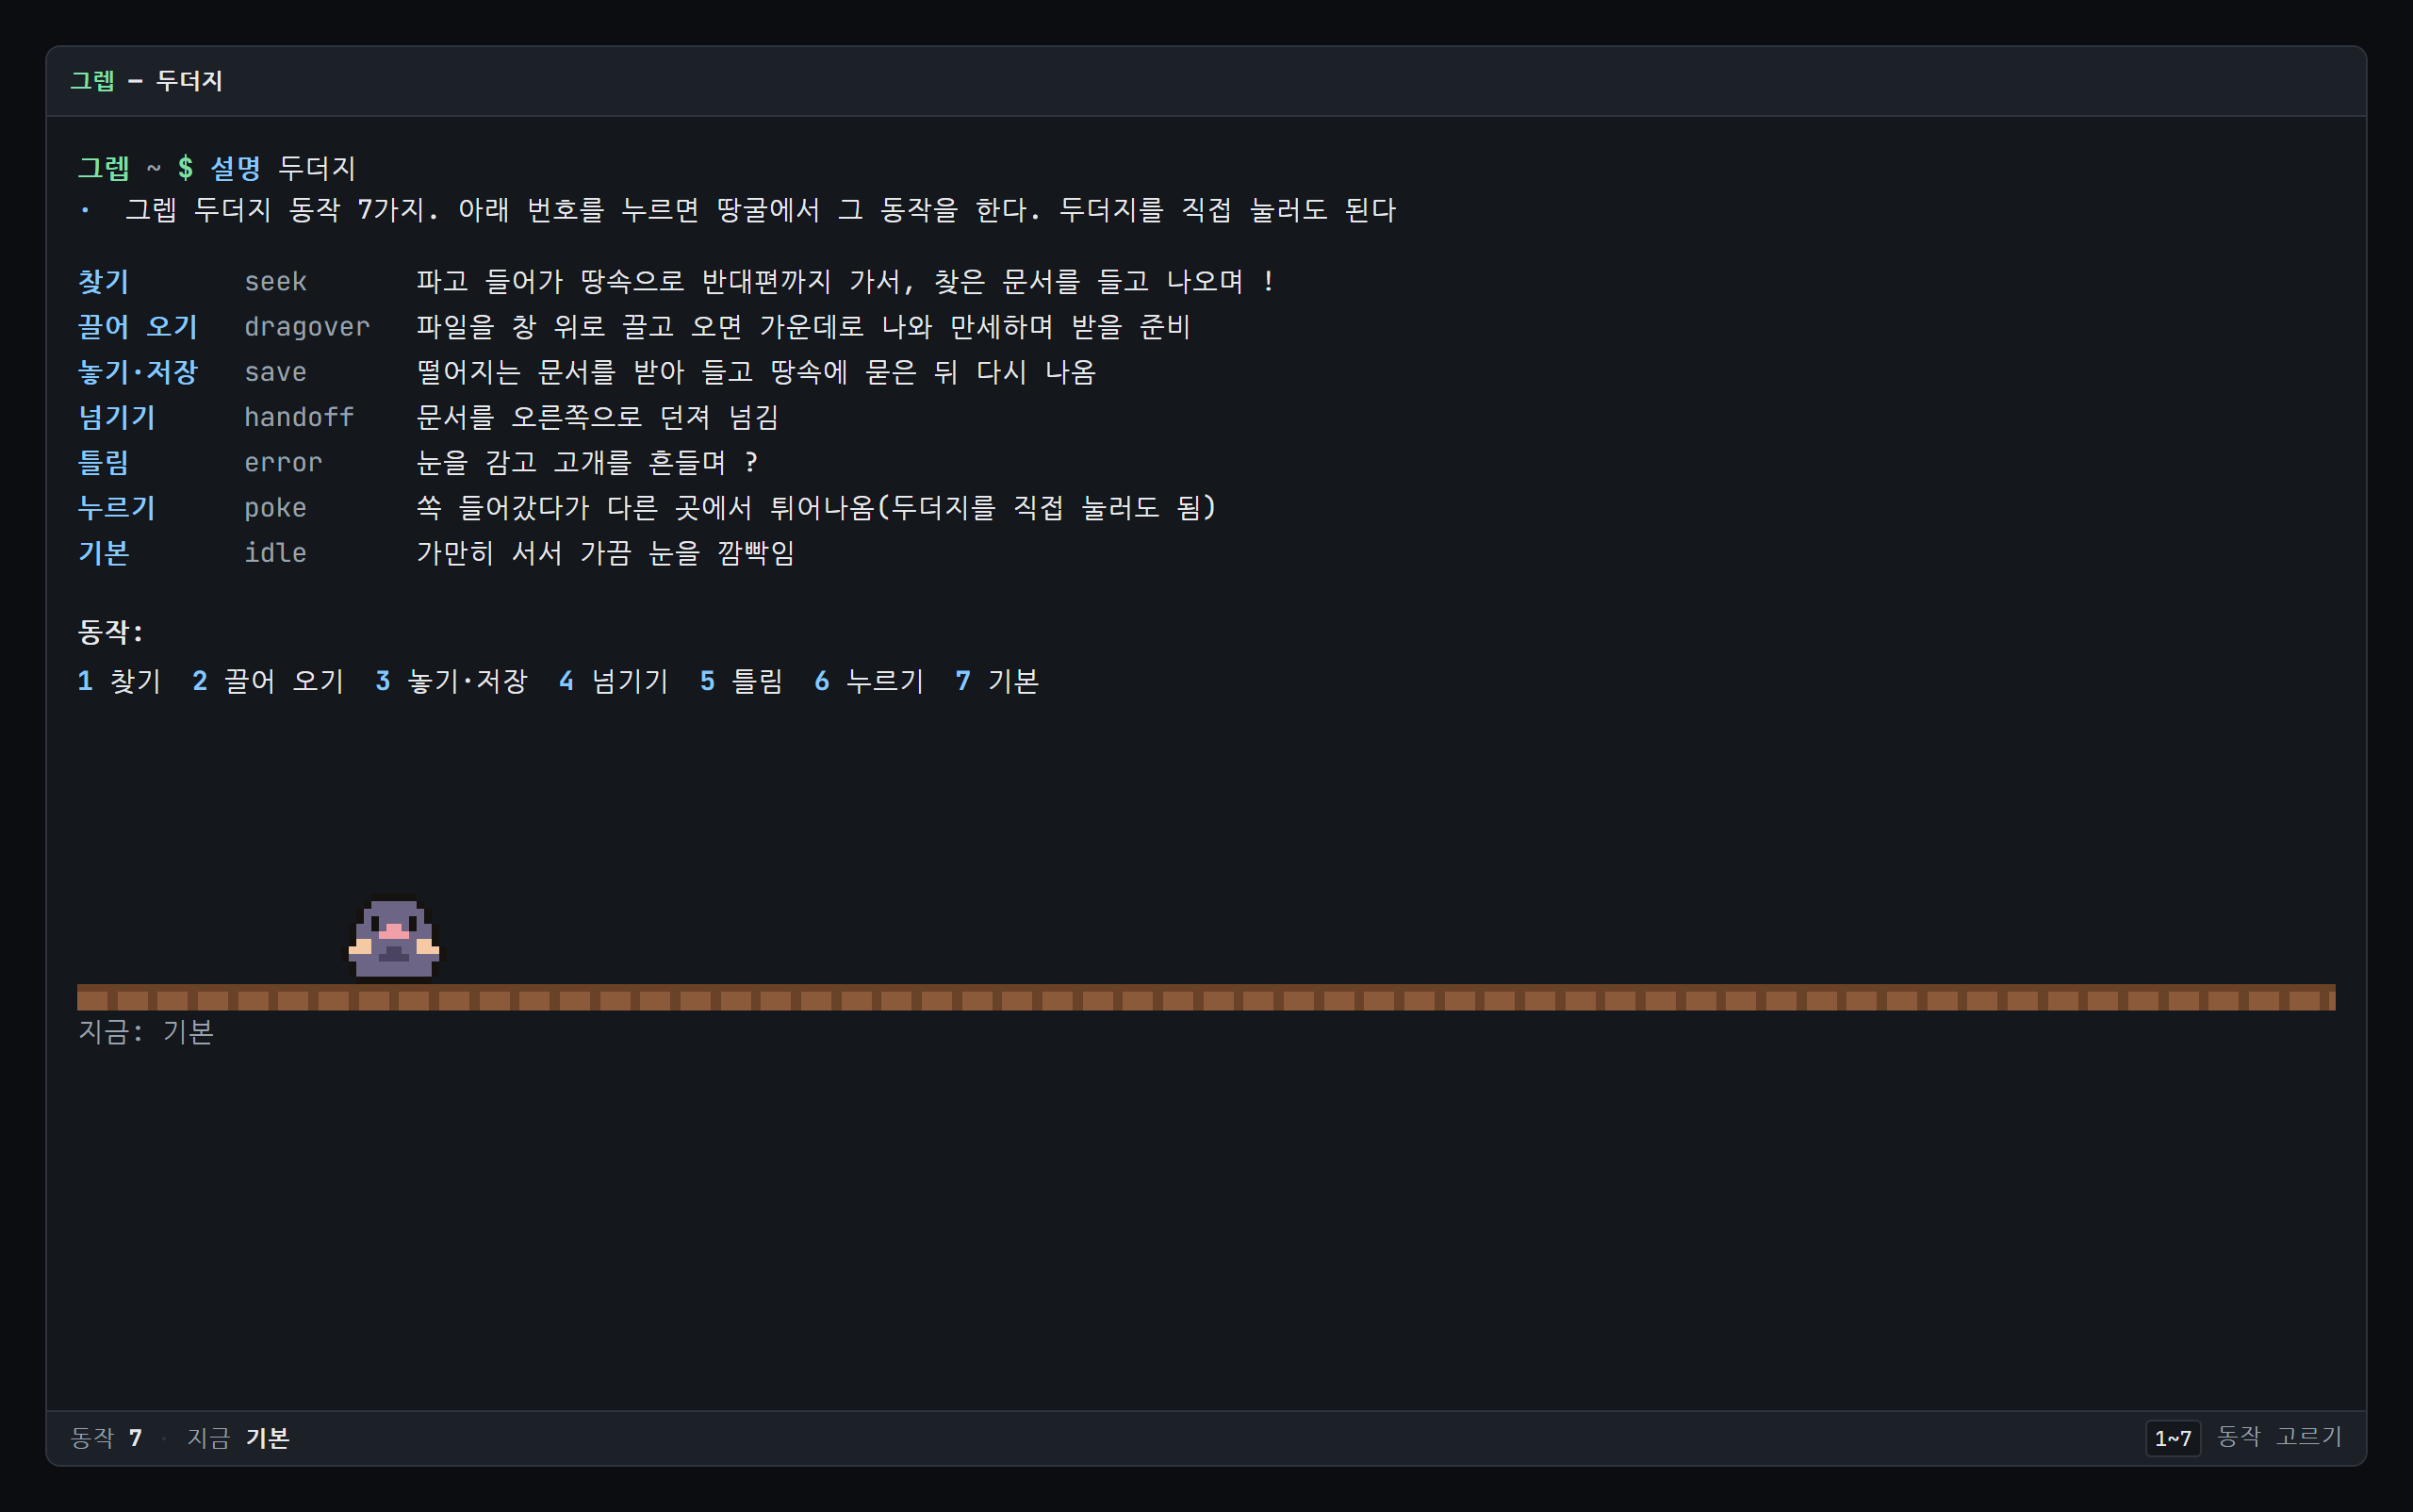 그렙 — 두더지
그렙 ~ $ 설명 두더지
· 그렙 두더지 동작 7가지. 아래 번호를 누르면 땅굴에서 그 동작을 한다. 두더지를 직접 눌러도 된다
찾기 seek 파고 들어가 땅속으로 반대편까지 가서, 찾은 문서를 들고 나오며 !
끌어 오기 dragover 파일을 창 위로 끌고 오면 가운데로 나와 만세하며 받을 준비
놓기·저장 save 떨어지는 문서를 받아 들고 땅속에 묻은 뒤 다시 나옴
넘기기 handoff 문서를 오른쪽으로 던져 넘김
틀림 error 눈을 감고 고개를 흔들며 ?
누르기 poke 쏙 들어갔다가 다른 곳에서 튀어나옴(두더지를 직접 눌러도 됨)
기본 idle 가만히 서서 가끔 눈을 깜빡임
동작:
1 찾기 2 끌어 오기 3 놓기·저장 4 넘기기 5 틀림 6 누르기 7 기본
지금: 기본
동작 7 · 지금 기본 1~7 동작 고르기